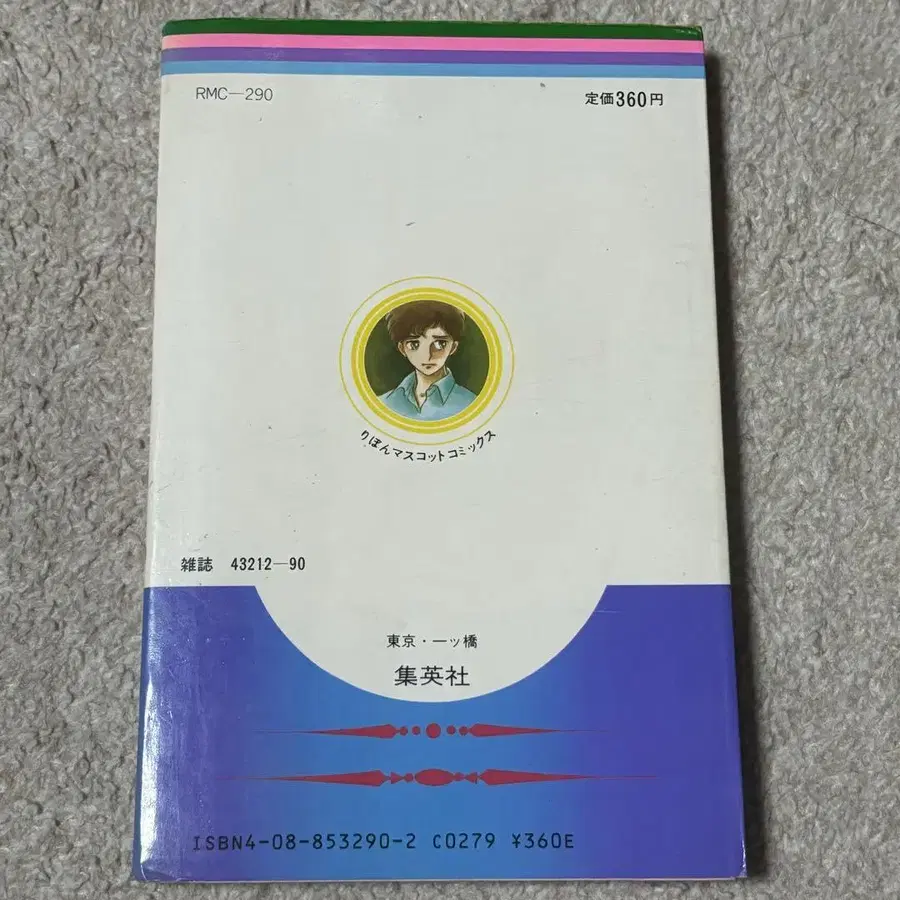 RMC—290
定価360円
りぼんマスコットコミックス
雑誌 43212—90
東京・一ッ橋
集英社
ISBN4-08-853290-2 C0279 ¥360E